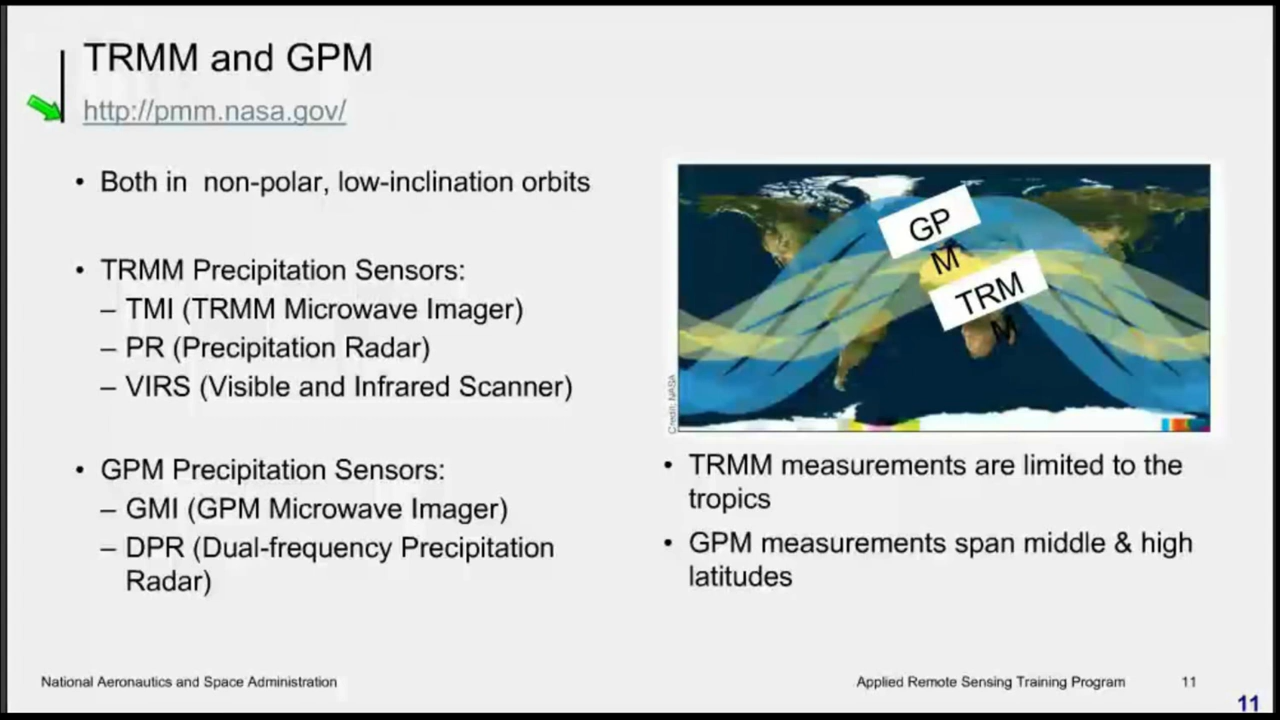 TRMM and GPM
http://pmm.nasa.gov/
• Both in  non-polar, low-inclination orbits
• TRMM Precipitation Sensors:
– TMI (TRMM Microwave Imager)
– PR (Precipitation Radar)
– VIRS (Visible and Infrared Scanner)
• GPM Precipitation Sensors:
– GMI (GPM Microwave Imager)
– DPR (Dual-frequency Precipitation
Radar)
GP
M
TRM
M
Credit: NASA
• TRMM measurements are limited to the
tropics
• GPM measurements span middle & high
latitudes
National Aeronautics and Space Administration
Applied Remote Sensing Training Program
11
11